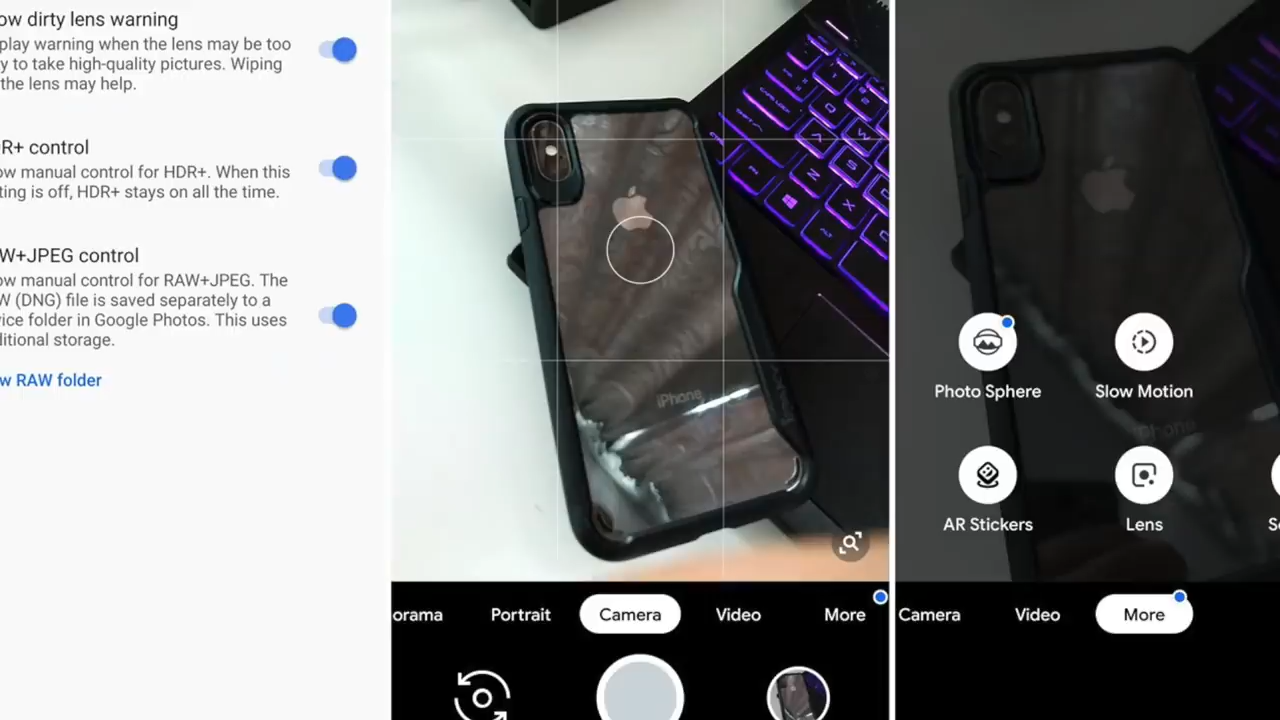 ow dirty lens warning
play warning when the lens may be too
y to take high-quality pictures. Wiping
the lens may help.
R+ control
ow manual control for HDR+. When this
ting is off, HDR+ stays on all the time.
W+JPEG control
ow manual control for RAW+JPEG. The
W (DNG) file is saved separately to a
vice folder in Google Photos. This uses
ditional storage.
w RAW folder
iPhone
orama Portrait Camera Video More
iPhone
Photo Sphere Slow Motion
AR Stickers Lens
Camera Video More